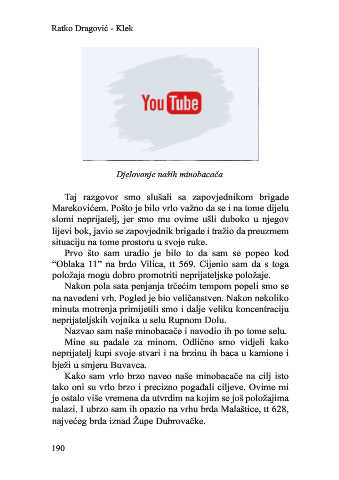 Ratko Dragović - Klek
YouTube
Djelovanje naših minobacača
Taj razgovor smo slušali sa zapovjednikom brigade
Marekovićem. Pošto je bilo vrlo važno da se i na tome dijelu
slomi neprijatelj, jer smo mu ovime ušli duboko u njegov
lijevi bok, javio se zapovjednik brigade i tražio da preuzmem
situaciju na tome prostoru u svoje ruke.
Prvo što sam uradio je bilo to da sam se popeo kod
“Oblaka 11” na brdo Vilica, tt 569. Cijenio sam da s toga
položaja mogu dobro promotriti neprijateljske položaje.
Nakon pola sata penjanja trčećim tempom popeli smo se
na navedeni vrh. Pogled je bio veličanstven. Nakon nekoliko
minuta motrenja primijetili smo i dalje veliku koncentraciju
neprijateljskih vojnika u selu Rupnom Dolu.
Nazvao sam naše minobacače i navodio ih po tome selu.
Mine su padale za minom. Odlično smo vidjeli kako
neprijatelj kupi svoje stvari i na brzinu ih baca u kamione i
bježi u smjeru Buvavca.
Kako sam vrlo brzo naveo naše minobacače na cilj isto
tako oni su vrlo brzo i precizno pogađali ciljeve. Ovime mi
je ostalo više vremena da utvrdim na kojim se još položajima
nalazi. I ubzo sam ih opazio na vrhu brda Malaštice, tt 628,
najvećeg brda iznad Župe Dubrovačke.
190